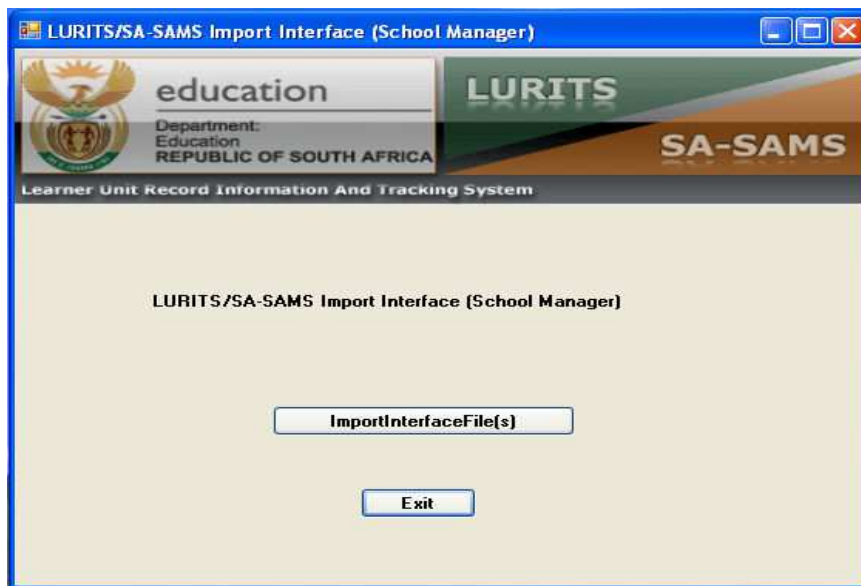 LURITS/SA-SAMS Import Interface (School Manager)
education
Department:
Education
REPUBLIC OF SOUTH AFRICA
LURITS
SA-SAMS
Learner Unit Record Information And Tracking System
LURITS/SA-SAMS Import Interface (School Manager)
ImportInterfaceFile(s)
Exit